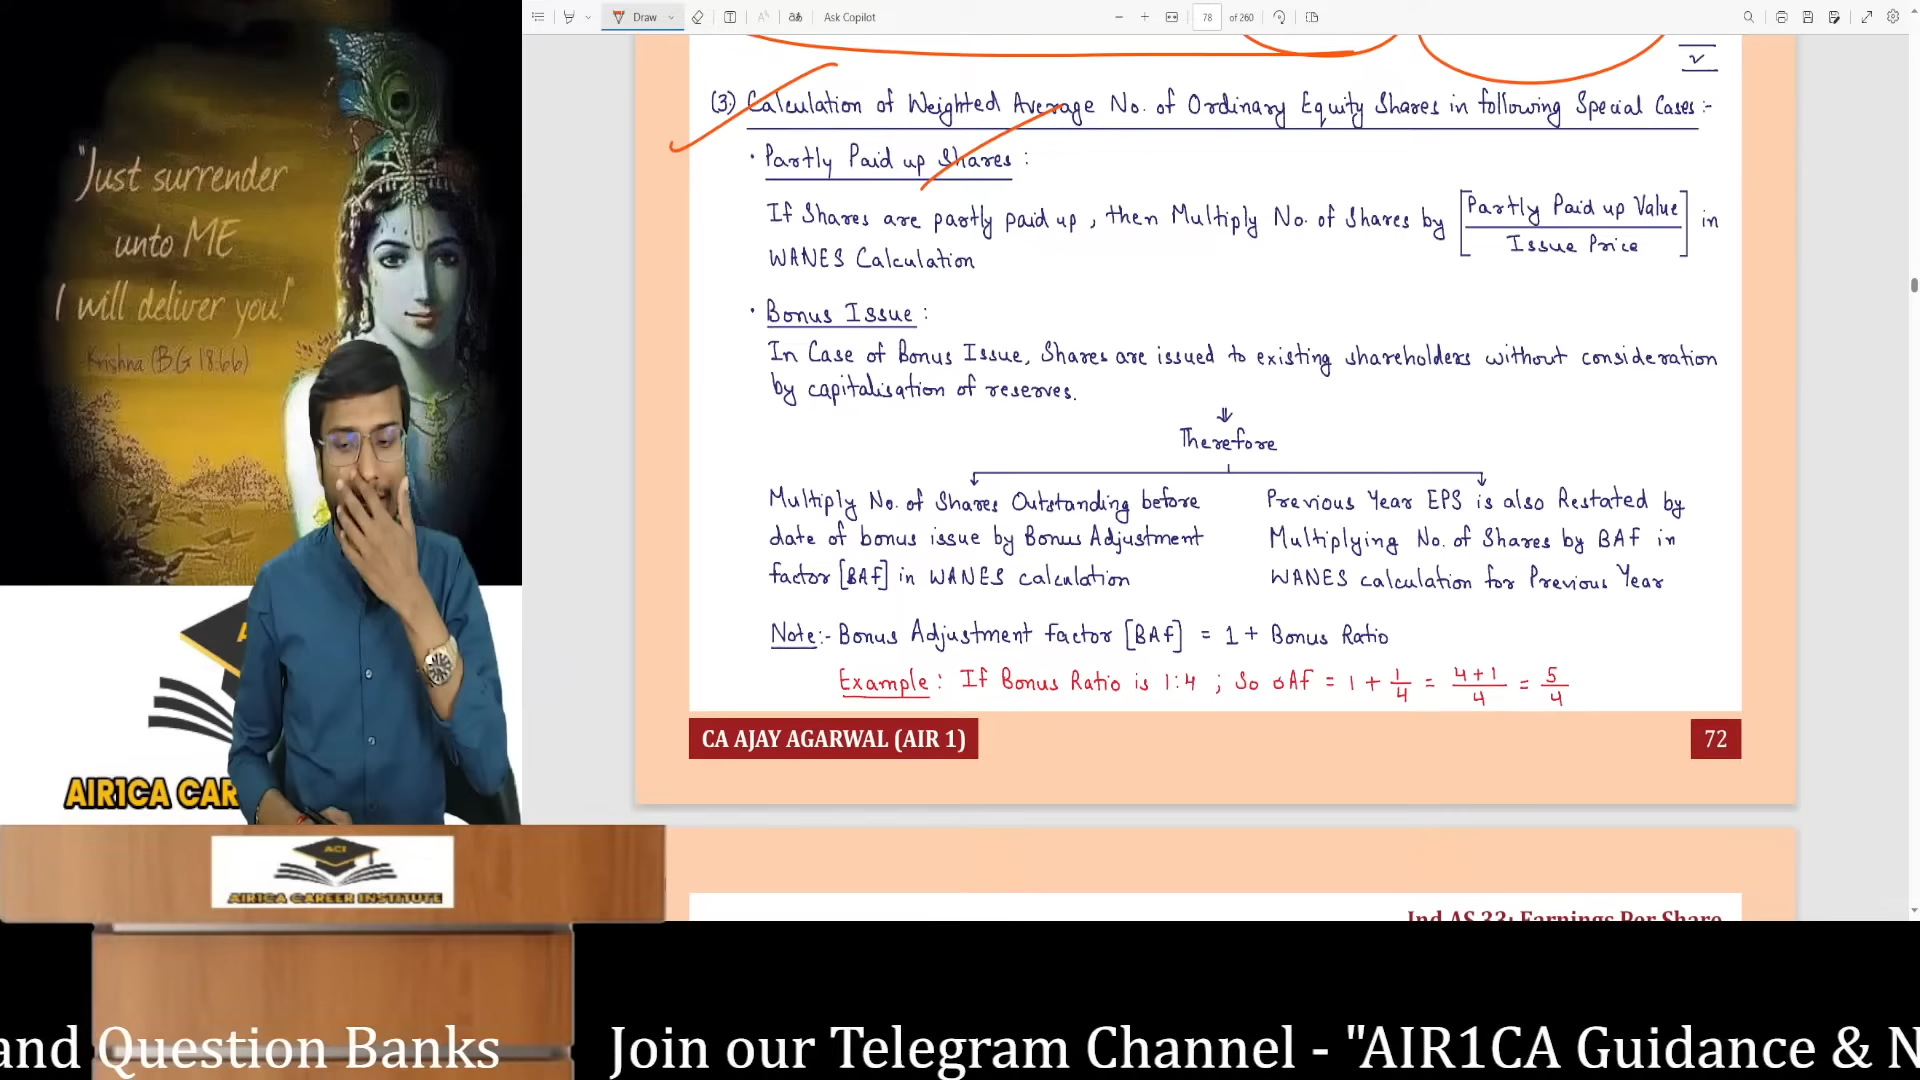 Draw
Ask Copilot
78 of 260
"Just surrender
unto ME
I will deliver you!"
- Krishna (B.G 18.66)
(3.) Calculation of Weighted Average No. of Ordinary Equity Shares in following Special Cases :-
• Partly Paid up Shares :
If Shares are partly paid up, then Multiply No. of Shares by [Partly Paid up Value / Issue Price] in
WANES Calculation
• Bonus Issue :
In Case of Bonus Issue, Shares are issued to existing shareholders without consideration
by capitalisation of reserves.
⇓
Therefore
Multiply No. of Shares Outstanding before
date of bonus issue by Bonus Adjustment
factor [BAf] in WANES calculation
Previous Year EPS is also Restated by
Multiplying No. of Shares by BAf in
WANES calculation for Previous Year
Note:- Bonus Adjustment factor [BAf] = 1 + Bonus Ratio
Example : If Bonus Ratio is 1:4 ; So BAf = 1 + 1/4 = 4+1/4 = 5/4
CA AJAY AGARWAL (AIR 1)
72
Ind AS 33: Earnings Per Share
AIR1CA CAR
ACI
AIR1CA CAREER INSTITUTE
and Question Banks
Join our Telegram Channel - "AIR1CA Guidance & N